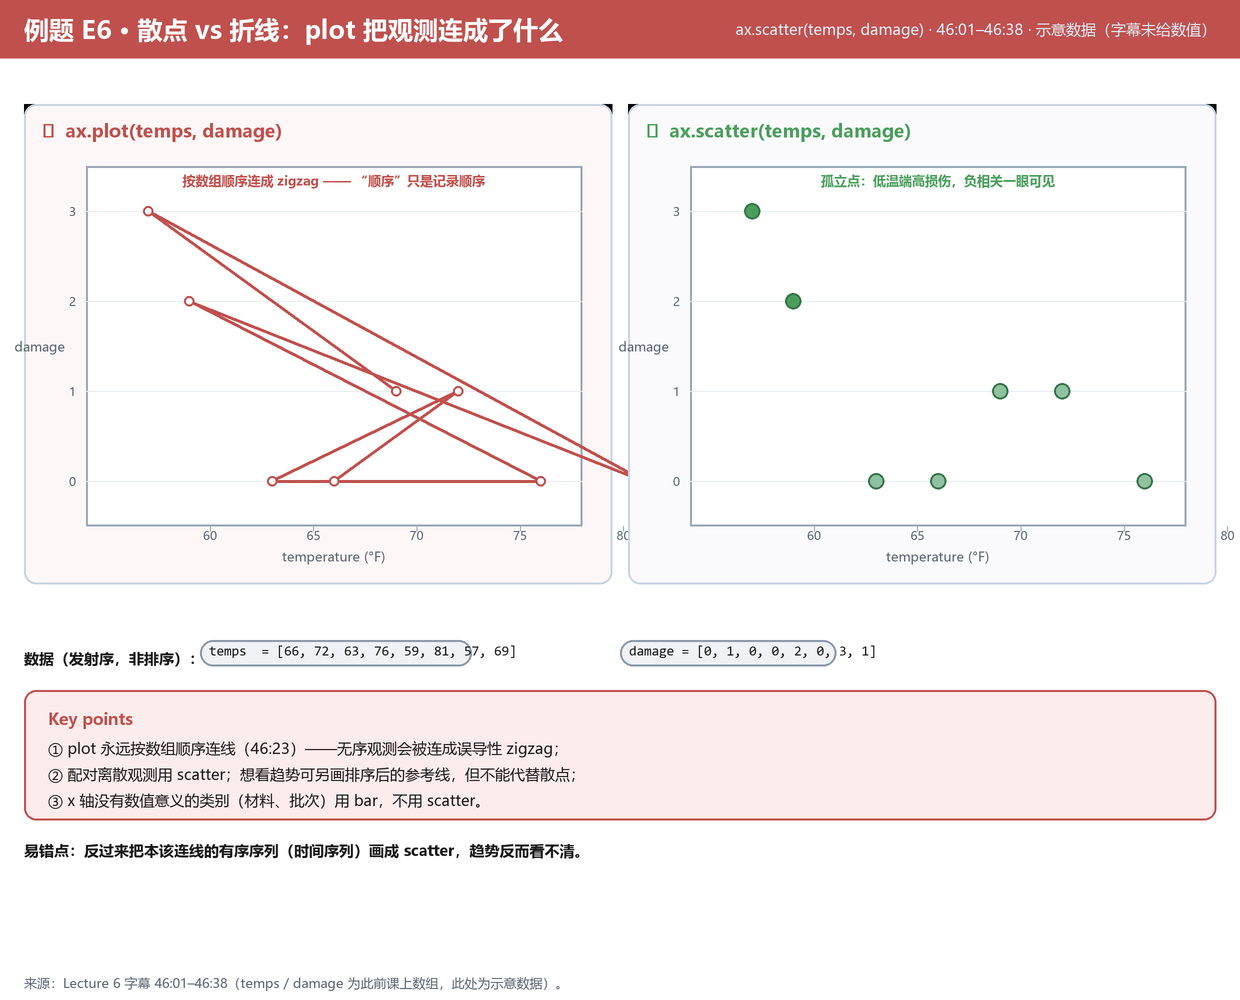 例题 E6 • 散点 vs 折线：plot 把观测连成了什么
ax.scatter(temps, damage) · 46:01–46:38 · 示意数据（字幕未给数值）
ax.plot(temps, damage)
按数组顺序连成 zigzag —— “顺序”只是记录顺序
3
2
damage
1
0
60 65 70 75 80
temperature (°F)
ax.scatter(temps, damage)
孤立点：低温端高损伤，负相关一眼可见
3
2
damage
1
0
60 65 70 75 80
temperature (°F)
数据（发射序，非排序）：
temps = [66, 72, 63, 76, 59, 81, 57, 69]
damage = [0, 1, 0, 0, 2, 0, 3, 1]
Key points
① plot 永远按数组顺序连线（46:23）——无序观测会被连成误导性 zigzag；
② 配对离散观测用 scatter；想看趋势可另画排序后的参考线，但不能代替散点；
③ x 轴没有数值意义的类别（材料、批次）用 bar，不用 scatter。
易错点：反过来把本该连线的有序序列（时间序列）画成 scatter，趋势反而看不清。
来源：Lecture 6 字幕 46:01–46:38（temps / damage 为此前课上数组，此处为示意数据）。